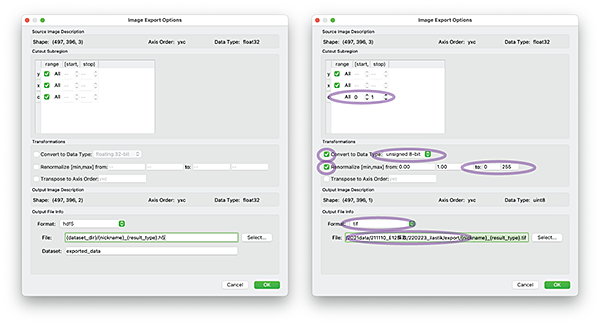 Image Export Options
Source Image Description
Shape: (497, 396, 3) Axis Order: yxc Data Type: float32
Cutout Subregion
range [start, stop)
y All
x All
c All
Transformations
Convert to Data Type: floating 32-bit
Renormalize [min,max] from: to:
Transpose to Axis Order: yxc
Output Image Description
Shape: (497, 396, 2) Axis Order: yxc Data Type: float32
Output File Info
Format: hdf5
File: {dataset_dir}/{nickname}_{result_type}.h5 Select...
Dataset: exported_data
Cancel OK
Image Export Options
Source Image Description
Shape: (497, 396, 3) Axis Order: yxc Data Type: float32
Cutout Subregion
range [start, stop)
y All
x All
c All 0 1
Transformations
Convert to Data Type: unsigned 8-bit
Renormalize [min,max] from: 0.00 1.00 to: 0 255
Transpose to Axis Order: yxc
Output Image Description
Shape: (497, 396, 1) Axis Order: yxc Data Type: uint8
Output File Info
Format: tif
File: /{nickname}_{result_type}.tif Select...
Cancel OK